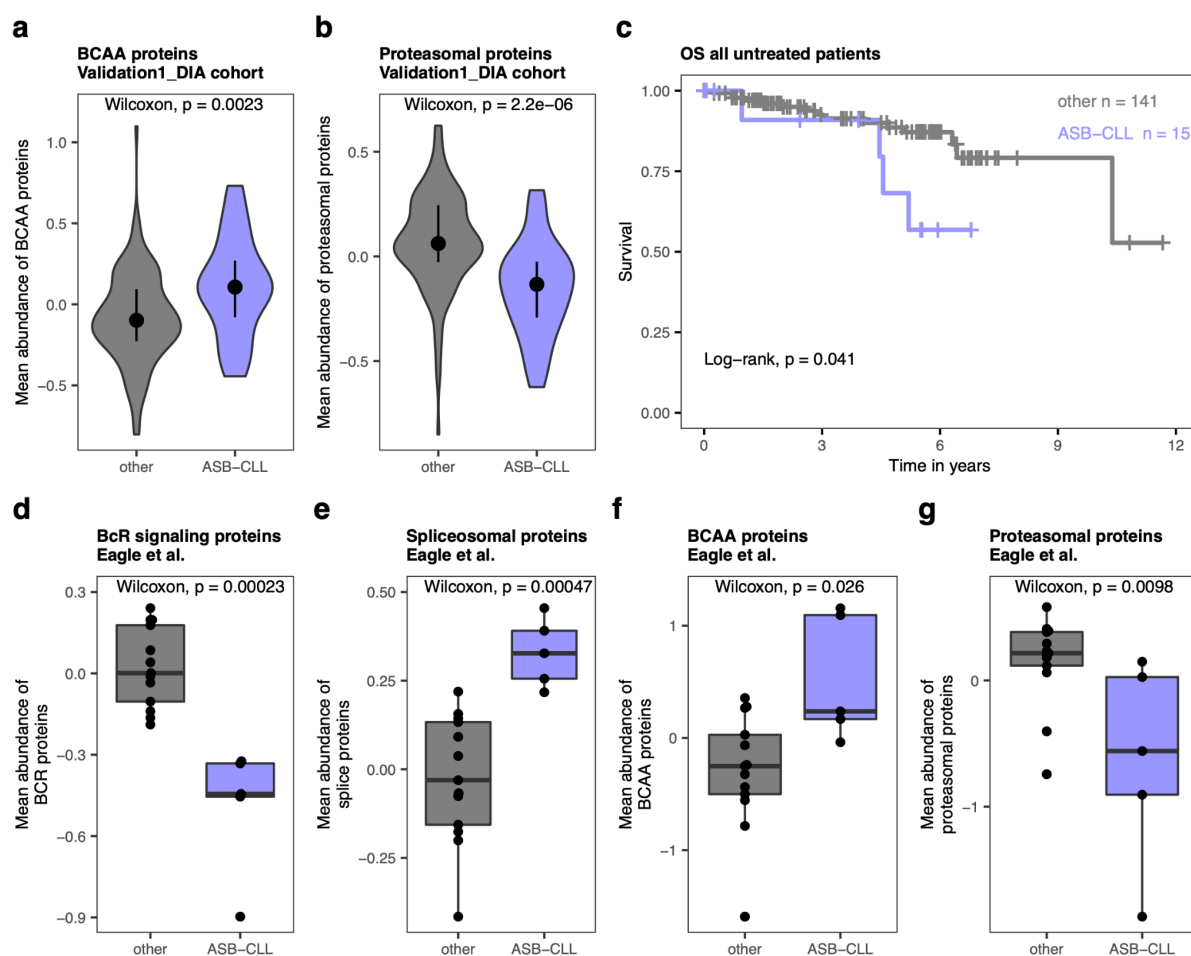 a
BCAA proteins
Validation1_DIA cohort
Wilcoxon, p = 0.0023
Mean abundance of BCAA proteins
1.0
0.5
0.0
−0.5
other
ASB−CLL
b
Proteasomal proteins
Validation1_DIA cohort
Wilcoxon, p = 2.2e−06
Mean abundance of proteasomal proteins
0.5
0.0
−0.5
other
ASB−CLL
c
OS all untreated patients
other n = 141
ASB−CLL n = 15
Survival
1.00
0.75
0.50
0.25
0.00
Log−rank, p = 0.041
0
3
6
9
12
Time in years
d
BcR signaling proteins
Eagle et al.
Wilcoxon, p = 0.00023
Mean abundance of
BCR proteins
0.3
0.0
−0.3
−0.6
−0.9
other
ASB−CLL
e
Spliceosomal proteins
Eagle et al.
Wilcoxon, p = 0.00047
Mean abundance of
splice proteins
0.50
0.25
0.00
−0.25
other
ASB−CLL
f
BCAA proteins
Eagle et al.
Wilcoxon, p = 0.026
Mean abundance of
BCAA proteins
1
0
−1
other
ASB−CLL
g
Proteasomal proteins
Eagle et al.
Wilcoxon, p = 0.0098
Mean abundance of
proteasomal proteins
0
−1
other
ASB−CLL